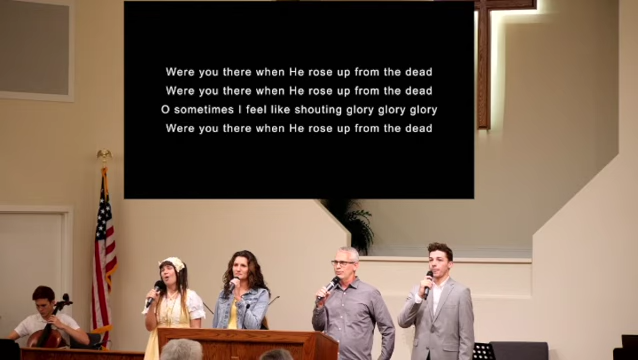 Were you there when He rose up from the dead
Were you there when He rose up from the dead
O sometimes I feel like shouting glory glory glory
Were you there when He rose up from the dead